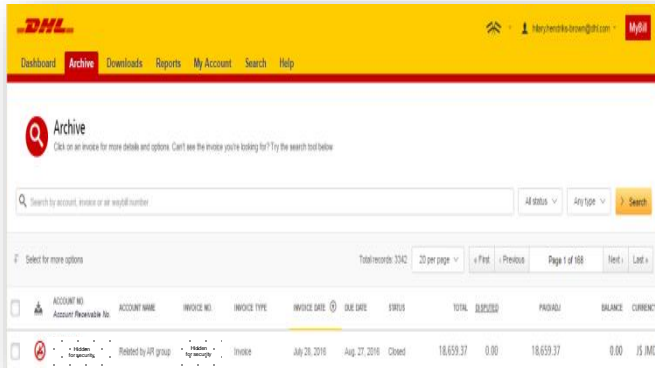 DHL
hilery.hendriks-brown@dhl.com
MyBill
Dashboard Archive Downloads Reports My Account Search Help
Archive
Click on an invoice for more details and options. Can't see the invoice you're looking for? Try the search tool below
Search by account, invoice or air waybill number
All status
Any type
Search
Select for more options
Total records: 3342
20 per page
« First
‹ Previous
Page 1 of 168
Next ›
Last »
ACCOUNT NO.
Account Receivable No.
ACCOUNT NAME
INVOICE NO.
INVOICE TYPE
INVOICE DATE
DUE DATE
STATUS
TOTAL
DISPUTED
PAID/ADJ
BALANCE
CURRENCY
Hidden
for security
Related by AR group
Hidden
for security
Invoice
July 28, 2016
Aug. 27, 2016
Closed
18,659.37
0.00
18,659.37
0.00
J$ JMD